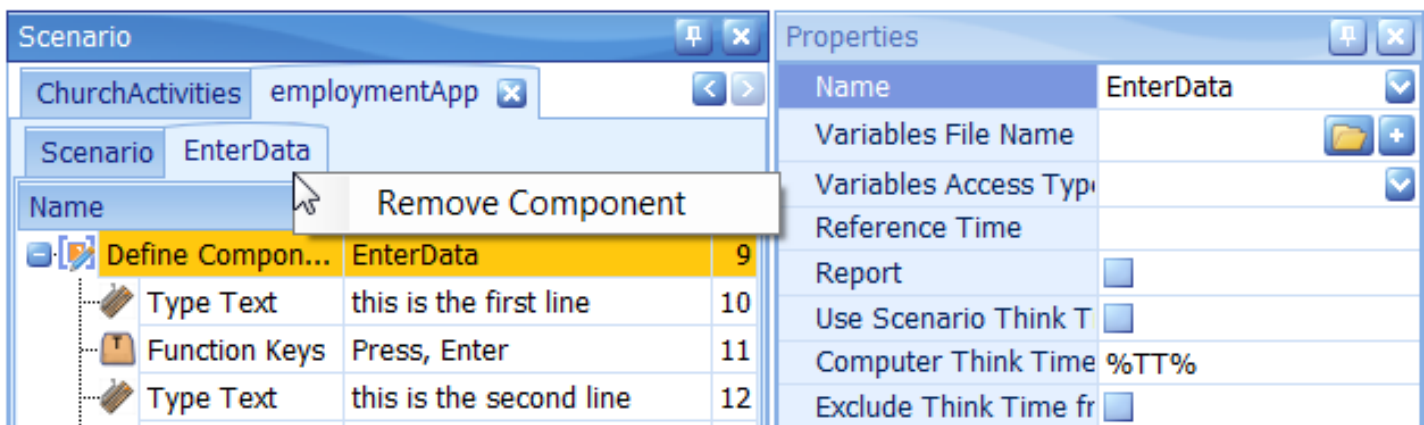 Scenario
ChurchActivities employmentApp
Scenario EnterData
Remove Component
Name
Define Compon... EnterData 9
Type Text this is the first line 10
Function Keys Press, Enter 11
Type Text this is the second line 12
Properties
Name EnterData
Variables File Name
Variables Access Typ
Reference Time
Report
Use Scenario Think T
Computer Think Time %TT%
Exclude Think Time fr